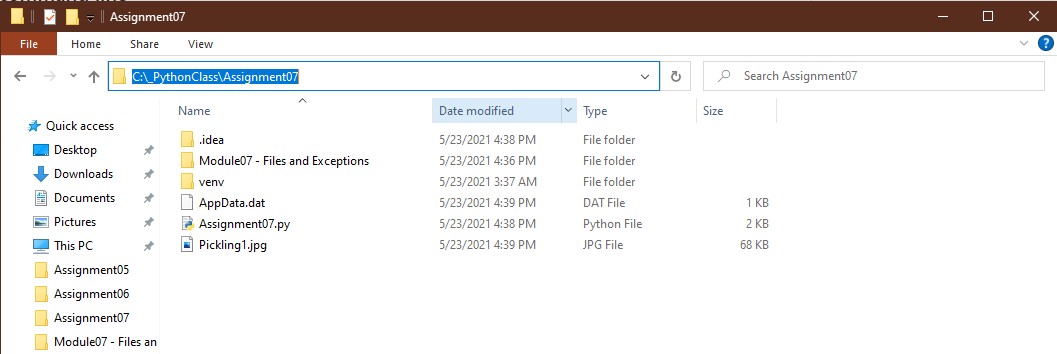 Assignment07
File Home Share View
C:\_PythonClass\Assignment07
Search Assignment07
Name Date modified Type Size
Quick access
Desktop
Downloads
Documents
Pictures
This PC
Assignment05
Assignment06
Assignment07
Module07 - Files an
.idea 5/23/2021 4:38 PM File folder
Module07 - Files and Exceptions 5/23/2021 4:36 PM File folder
venv 5/23/2021 3:37 AM File folder
AppData.dat 5/23/2021 4:39 PM DAT File 1 KB
Assignment07.py 5/23/2021 4:38 PM Python File 2 KB
Pickling1.jpg 5/23/2021 4:39 PM JPG File 68 KB